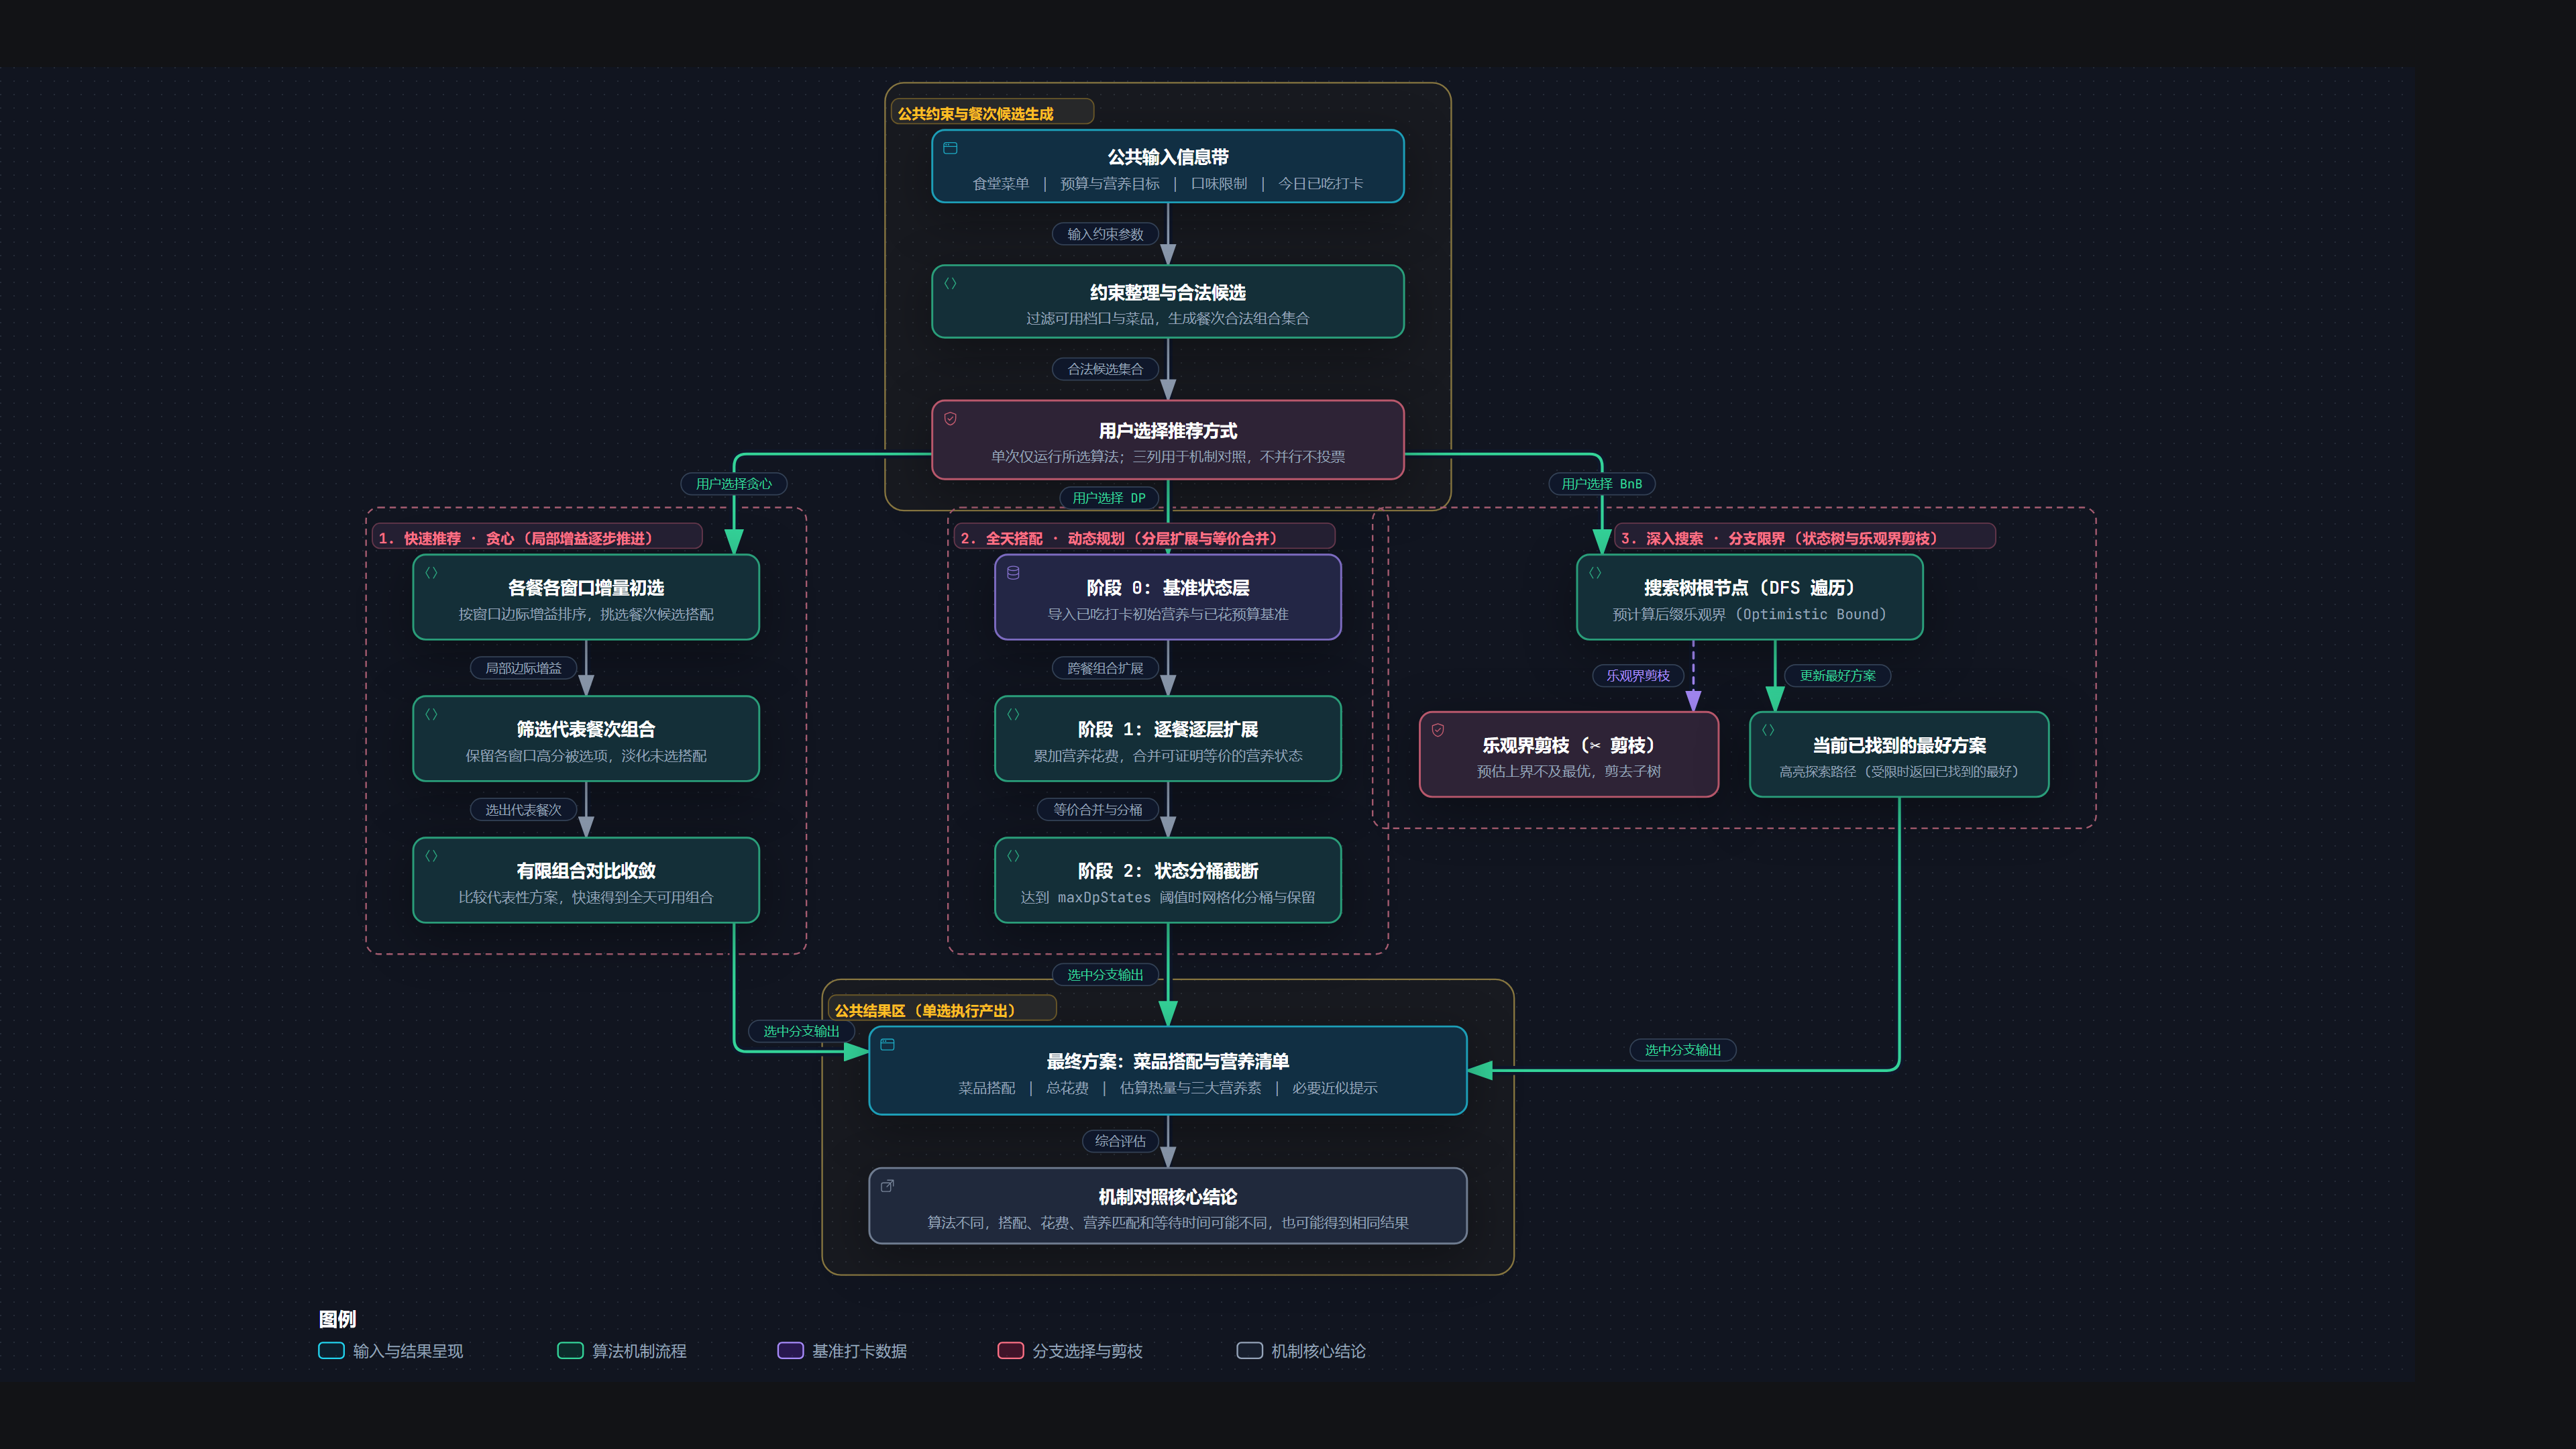 公共约束与餐次候选生成
公共输入信息带
食堂菜单 | 预算与营养目标 | 口味限制 | 今日已吃打卡
输入约束参数
约束整理与合法候选
过滤可用档口与菜品，生成餐次合法组合集合
合法候选集合
用户选择推荐方式
单次仅运行所选算法；三列用于机制对照，不并行不投票
用户选择贪心
用户选择 DP
用户选择 BnB
1. 快速推荐 · 贪心（局部增益逐步推进）
各餐各窗口增量初选
按窗口边际增益排序，挑选餐次候选搭配
局部边际增益
筛选代表餐次组合
保留各窗口高分被选项，淡化未选搭配
选出代表餐次
有限组合对比收敛
比较代表性方案，快速得到全天可用组合
2. 全天搭配 · 动态规划（分层扩展与等价合并）
阶段 0: 基准状态层
导入已吃打卡初始营养与已花预算基准
跨餐组合扩展
阶段 1: 逐餐逐层扩展
累加营养花费，合并可证明等价的营养状态
等价合并与分桶
阶段 2: 状态分桶截断
达到 maxDpStates 阈值时网格化分桶与保留
3. 深入搜索 · 分支限界（状态树与乐观界剪枝）
搜索树根节点（DFS 遍历）
预计算后缀乐观界（Optimistic Bound）
乐观界剪枝
更新最好方案
乐观界剪枝（✂ 剪枝）
预估上界不及最优，剪去子树
当前已找到的最好方案
高亮探索路径（受限时返回已找到的最好）
选中分支输出
选中分支输出
选中分支输出
公共结果区（单选执行产出）
最终方案：菜品搭配与营养清单
菜品搭配 | 总花费 | 估算热量与三大营养素 | 必要近似提示
综合评估
机制对照核心结论
算法不同，搭配、花费、营养匹配和等待时间可能不同，也可能得到相同结果
图例
输入与结果呈现
算法机制流程
基准打卡数据
分支选择与剪枝
机制核心结论